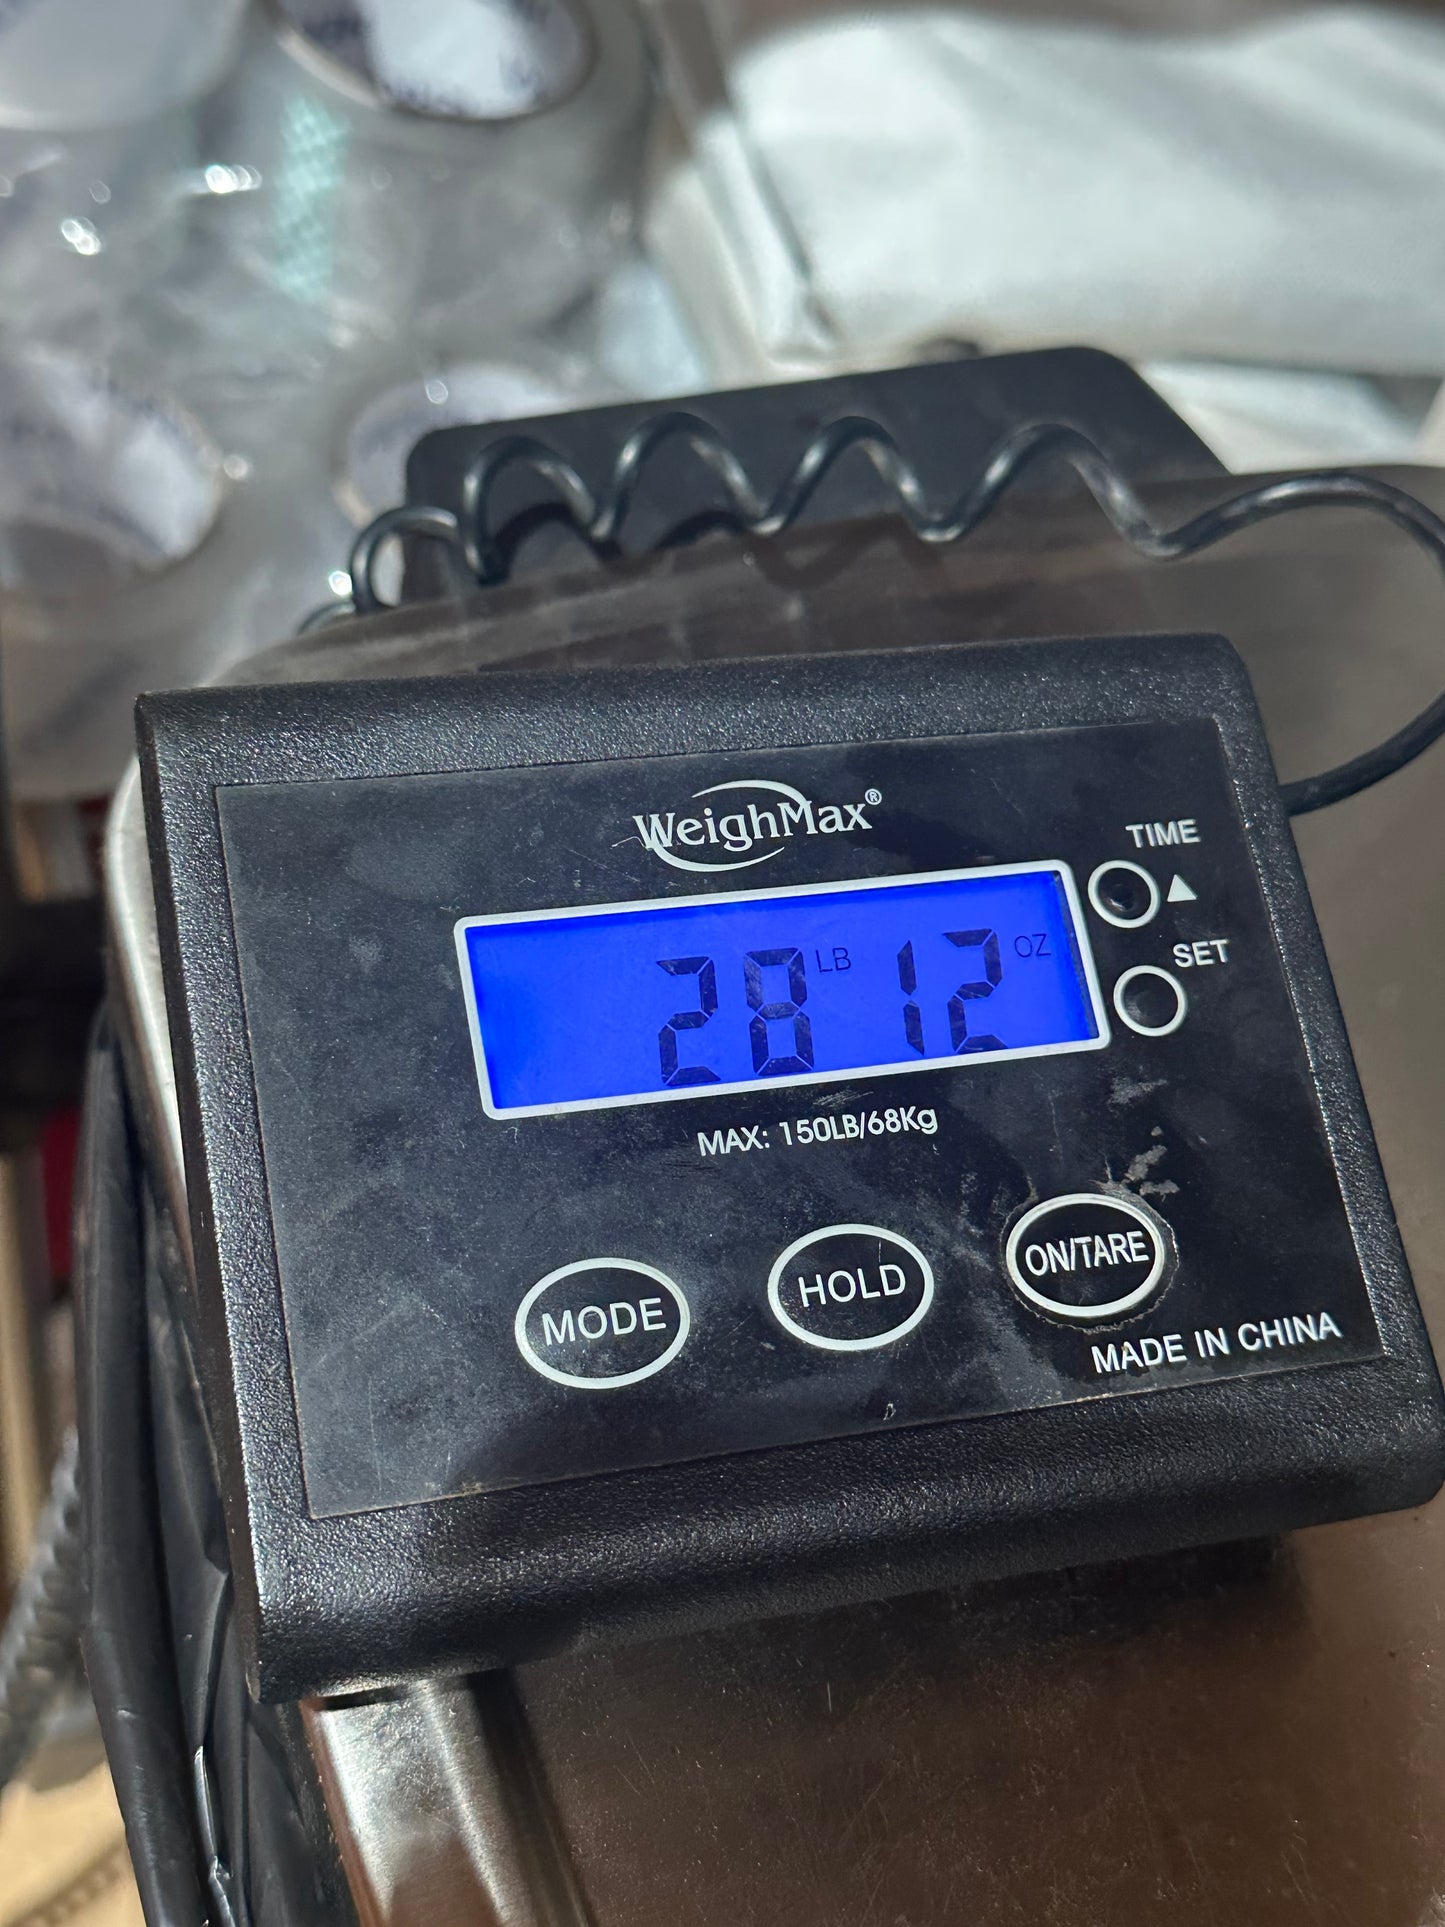 WeighMax®
TIME
▲
28 LB 12 OZ
SET
MAX: 150LB/68Kg
MODE
HOLD
ON/TARE
MADE IN CHINA